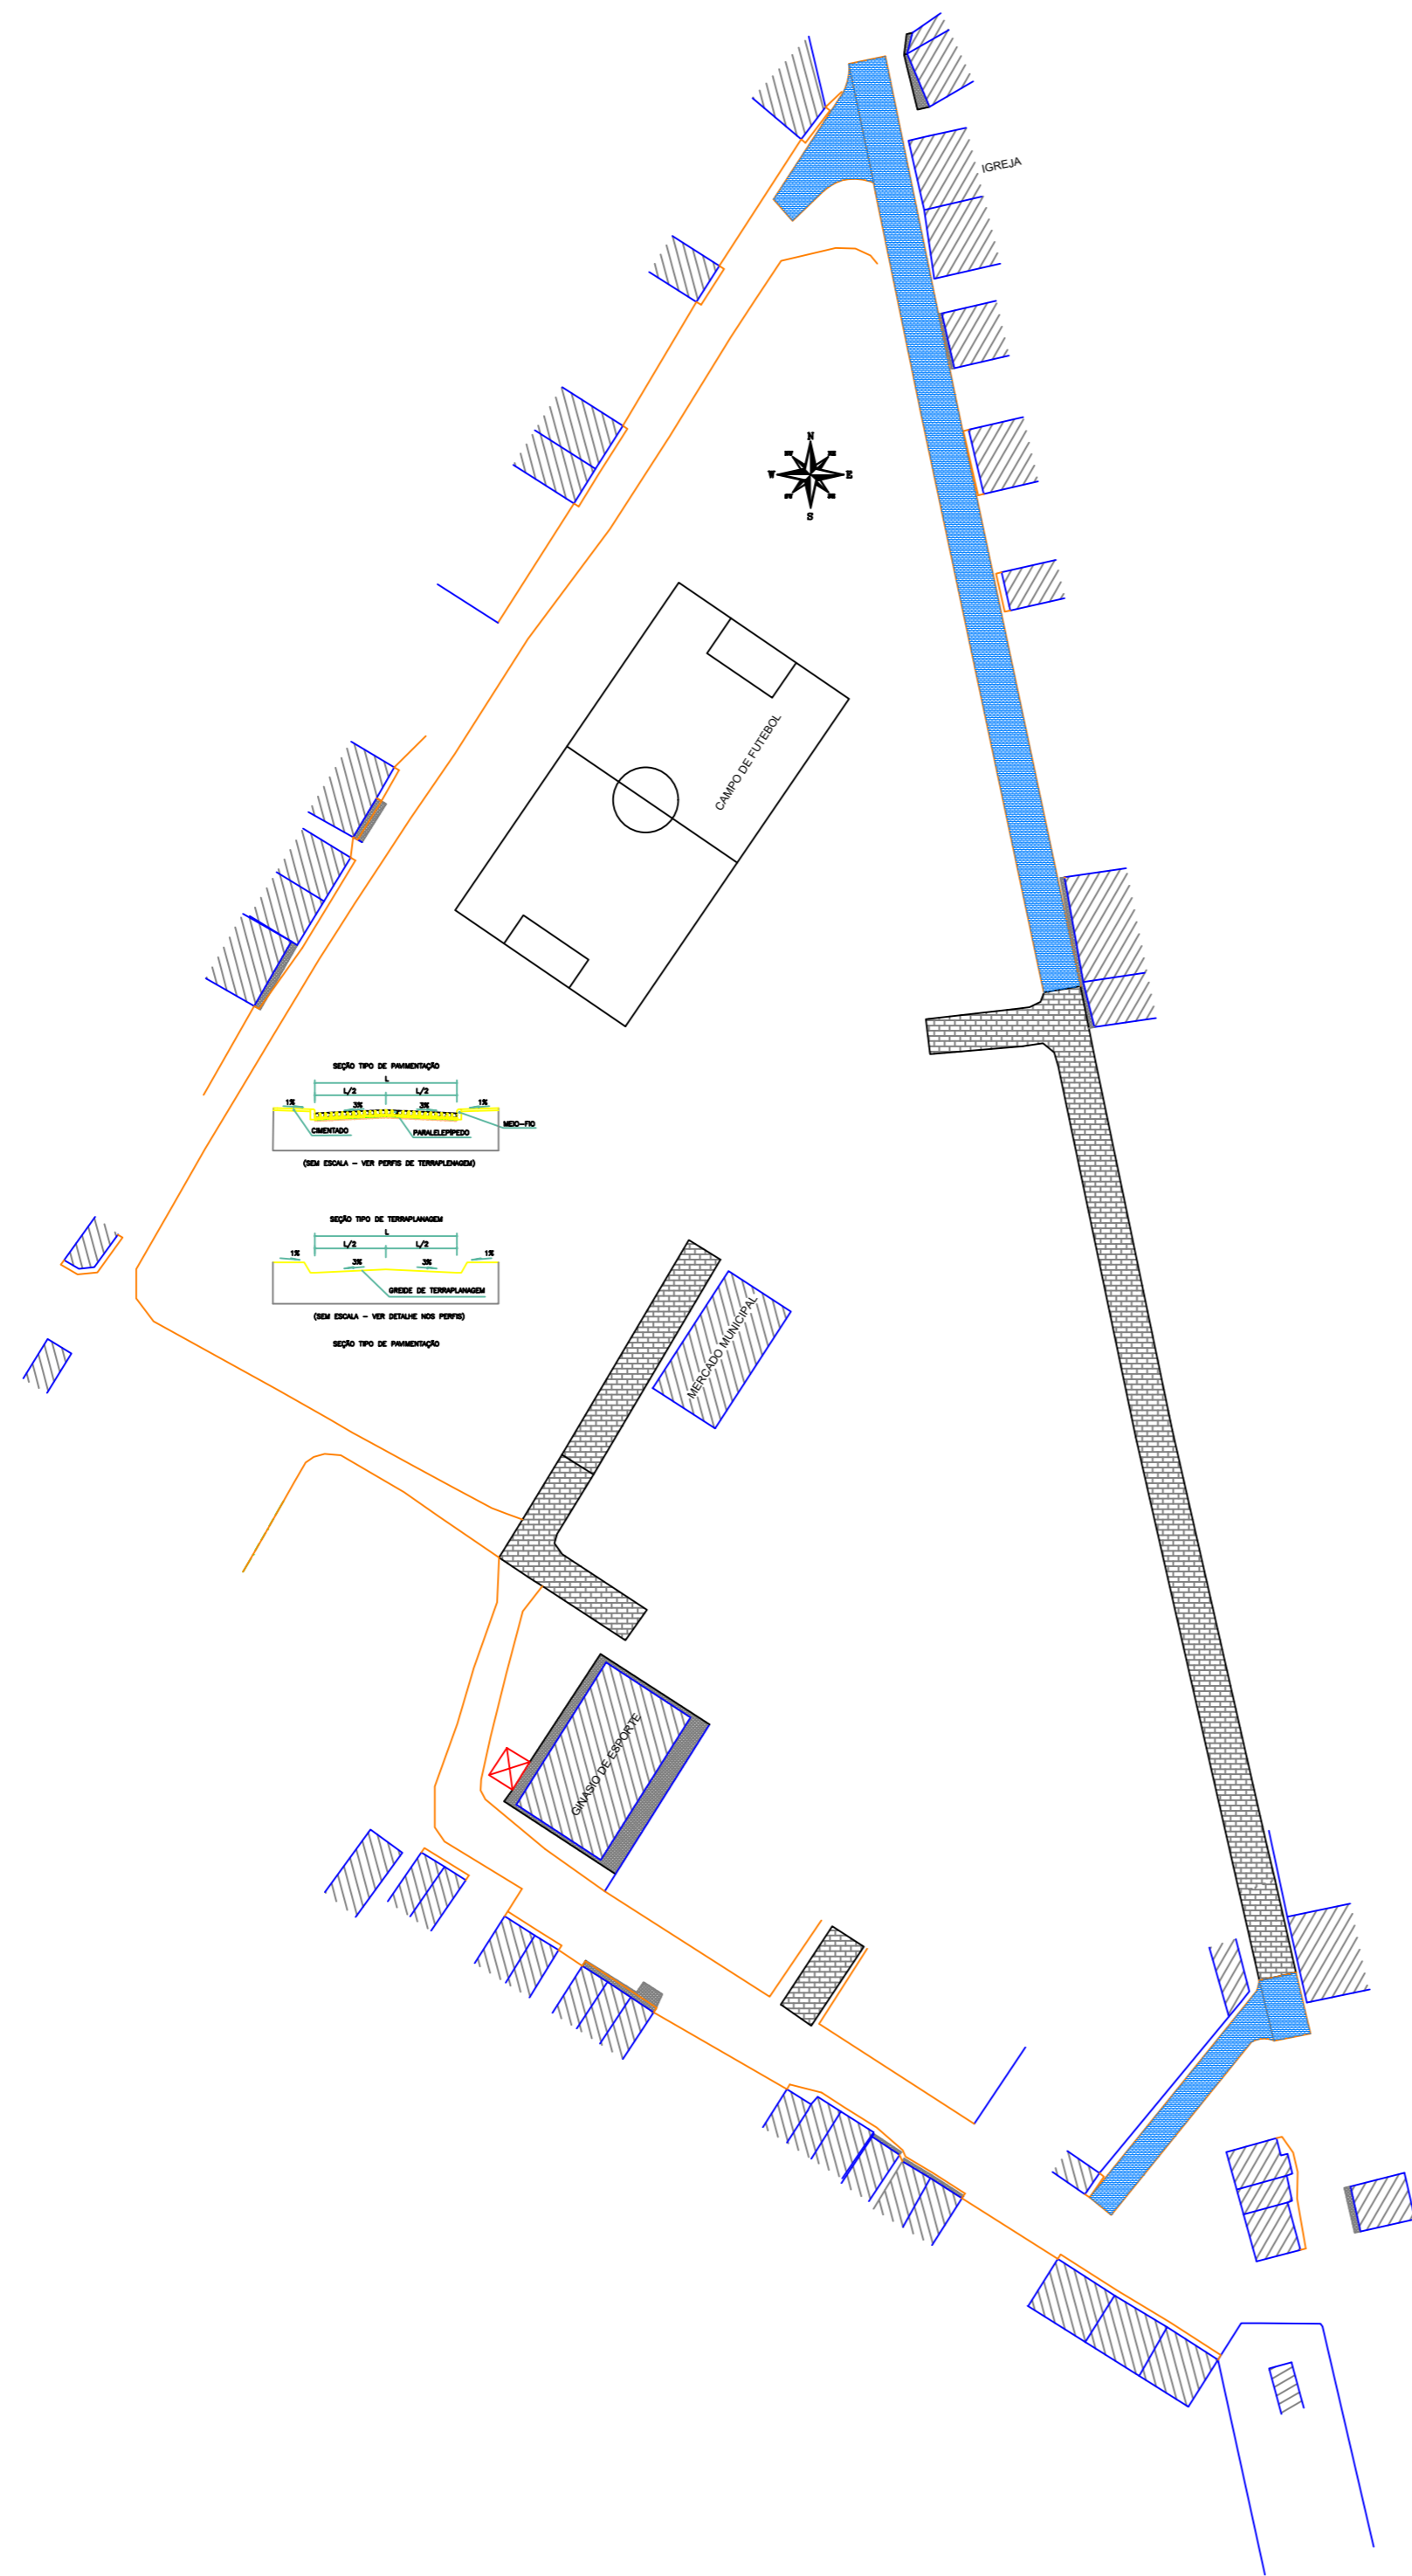 IGREJA
N
W
E
S
CAMPO DE FUTEBOL
SEÇÃO TIPO DE PAVIMENTAÇÃO
L
L/2
L/2
1%
3%
3%
1%
CIMENTADO
PARALELEPÍPEDO
MEIO-FIO
(SEM ESCALA - VER PERFIS DE TERRAPLENAGEM)
SEÇÃO TIPO DE TERRAPLANAGEM
L
L/2
L/2
1%
3%
3%
1%
GREIDE DE TERRAPLANAGEM
(SEM ESCALA - VER DETALHE NOS PERFIS)
SEÇÃO TIPO DE PAVIMENTAÇÃO
MERCADO MUNICIPAL
GINASIO DE ESPORTE